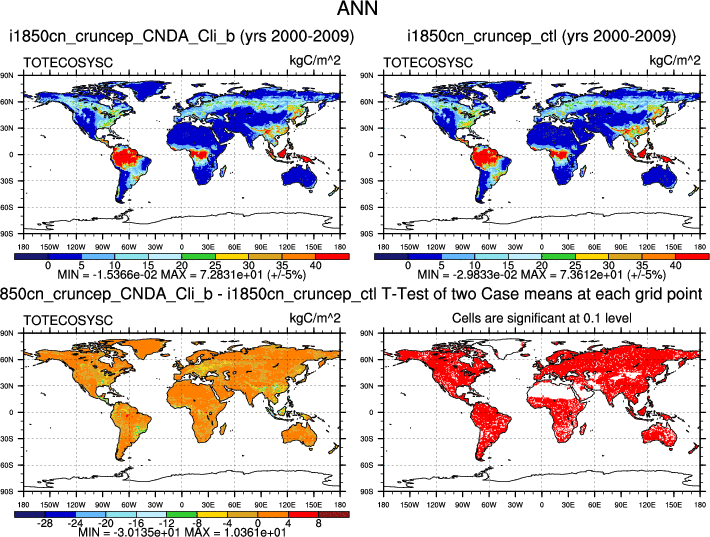 ANN
i1850cn_cruncep_CNDA_Cli_b (yrs 2000-2009)
i1850cn_cruncep_ctl (yrs 2000-2009)
TOTECOSYSC kgC/m^2
TOTECOSYSC kgC/m^2
90N
60N
30N
0
30S
60S
90S
180 150W 120W 90W 60W 30W 0 30E 60E 90E 120E 150E 180
0 5 10 15 20 25 30 35 40
MIN = -1.5366e-02 MAX = 7.2831e+01 (+/-5%)
90N
60N
30N
0
30S
60S
90S
180 150W 120W 90W 60W 30W 0 30E 60E 90E 120E 150E 180
0 5 10 15 20 25 30 35 40
MIN = -2.9833e-02 MAX = 7.3612e+01 (+/-5%)
850cn_cruncep_CNDA_Cli_b - i1850cn_cruncep_ctl
T-Test of two Case means at each grid point
TOTECOSYSC kgC/m^2
Cells are significant at 0.1 level
90N
60N
30N
0
30S
60S
90S
180 150W 120W 90W 60W 30W 0 30E 60E 90E 120E 150E 180
-28 -24 -20 -16 -12 -8 -4 0 4 8
MIN = -3.0135e+01 MAX = 1.0361e+01
90N
60N
30N
0
30S
60S
90S
180 150W 120W 90W 60W 30W 0 30E 60E 90E 120E 150E 180